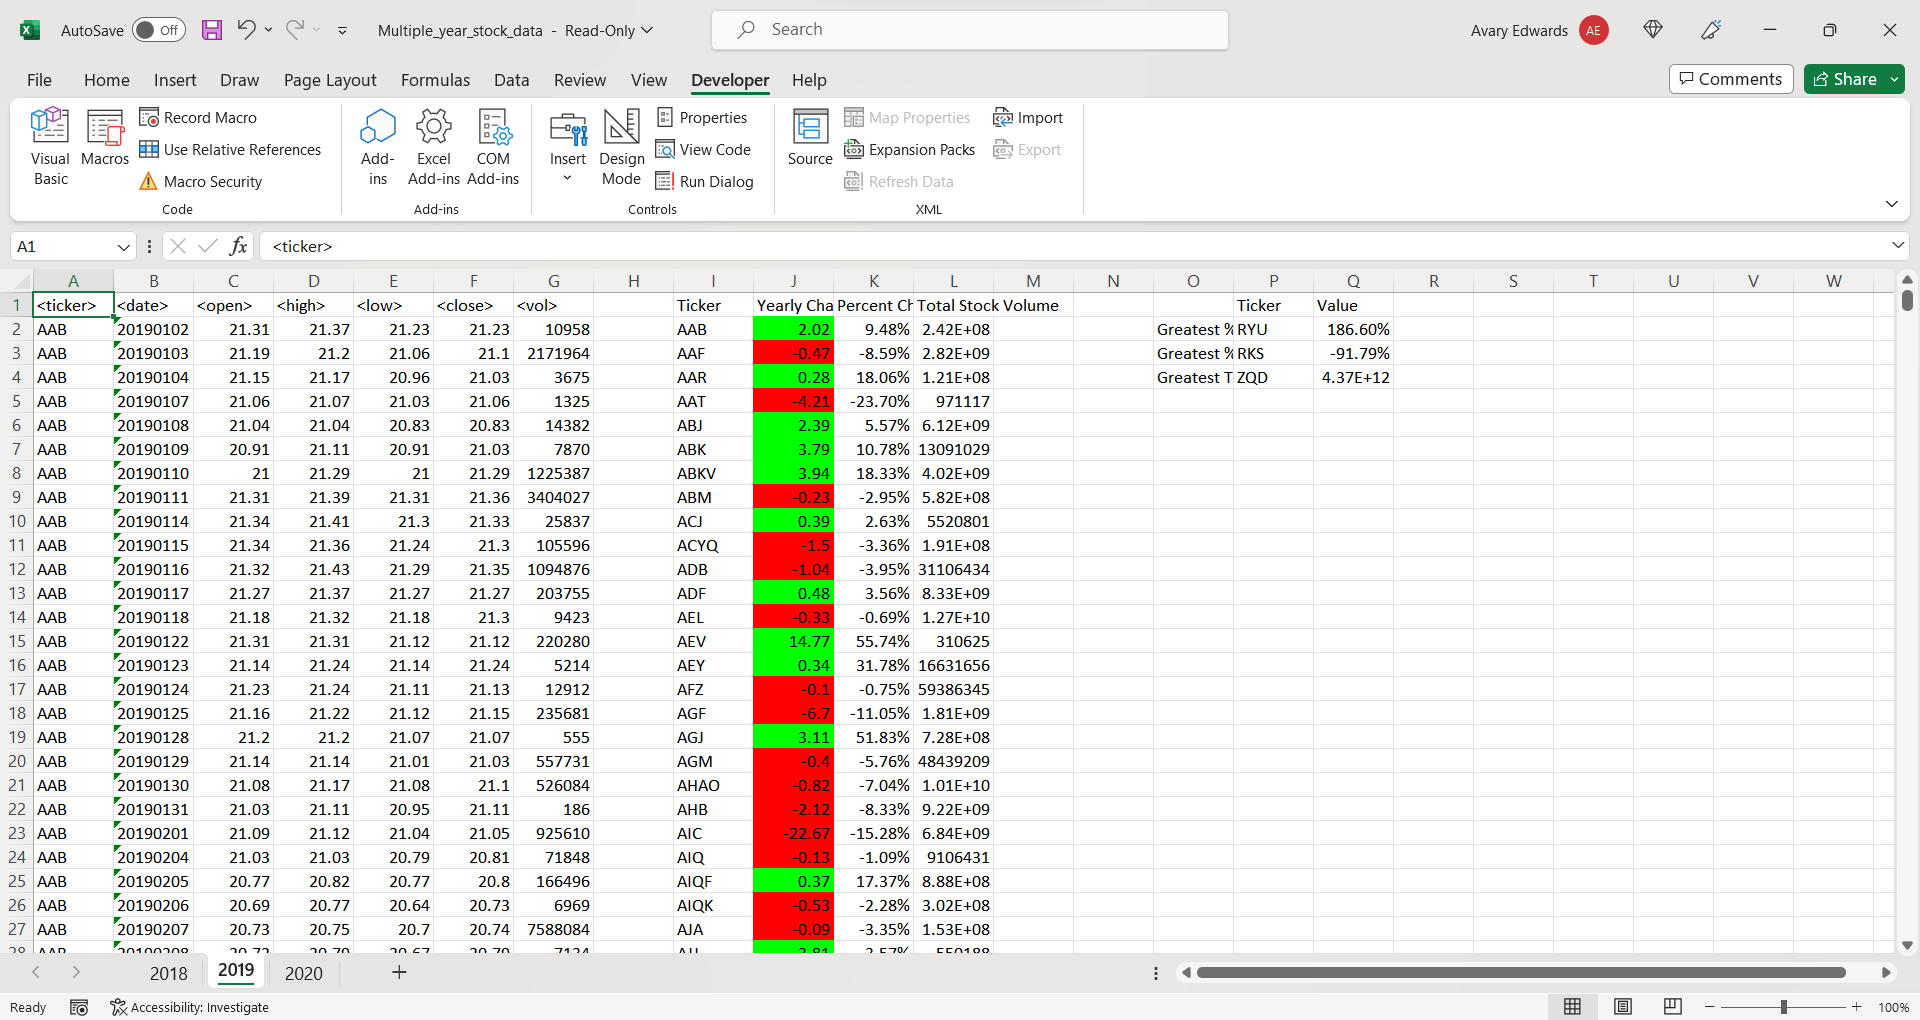 AutoSave Off Multiple_year_stock_data - Read-Only Search Avary Edwards AE
File Home Insert Draw Page Layout Formulas Data Review View Developer Help Comments Share
Visual Basic
Macros
Record Macro
Use Relative References
Macro Security
Code
Add-ins
Excel Add-ins
COM Add-ins
Add-ins
Insert
Design Mode
Properties
View Code
Run Dialog
Controls
Source
Map Properties
Expansion Packs
Refresh Data
Import
Export
XML
A1 fx <ticker>
A B C D E F G H I J K L M N O P Q R S T U V W
1 <ticker> <date> <open> <high> <low> <close> <vol> Ticker Yearly Cha Percent Ch Total Stock Volume Ticker Value
2 AAB 20190102 21.31 21.37 21.23 21.23 10958 AAB 2.02 9.48% 2.42E+08 Greatest % RYU 186.60%
3 AAB 20190103 21.19 21.2 21.06 21.1 2171964 AAF -0.47 -8.59% 2.82E+09 Greatest % RKS -91.79%
4 AAB 20190104 21.15 21.17 20.96 21.03 3675 AAR 0.28 18.06% 1.21E+08 Greatest T ZQD 4.37E+12
5 AAB 20190107 21.06 21.07 21.03 21.06 1325 AAT -4.21 -23.70% 971117
6 AAB 20190108 21.04 21.04 20.83 20.83 14382 ABJ 2.39 5.57% 6.12E+09
7 AAB 20190109 20.91 21.11 20.91 21.03 7870 ABK 3.79 10.78% 13091029
8 AAB 20190110 21 21.29 21 21.29 1225387 ABKV 3.94 18.33% 4.02E+09
9 AAB 20190111 21.31 21.39 21.31 21.36 3404027 ABM -0.23 -2.95% 5.82E+08
10 AAB 20190114 21.34 21.41 21.3 21.33 25837 ACJ 0.39 2.63% 5520801
11 AAB 20190115 21.34 21.36 21.24 21.3 105596 ACYQ -1.5 -3.36% 1.91E+08
12 AAB 20190116 21.32 21.43 21.29 21.35 1094876 ADB -1.04 -3.95% 31106434
13 AAB 20190117 21.27 21.37 21.27 21.27 203755 ADF 0.48 3.56% 8.33E+09
14 AAB 20190118 21.18 21.32 21.18 21.3 9423 AEL -0.33 -0.69% 1.27E+10
15 AAB 20190122 21.31 21.31 21.12 21.12 220280 AEV 14.77 55.74% 310625
16 AAB 20190123 21.14 21.24 21.14 21.24 5214 AEY 0.34 31.78% 16631656
17 AAB 20190124 21.23 21.24 21.11 21.13 12912 AFZ -0.1 -0.75% 59386345
18 AAB 20190125 21.16 21.22 21.12 21.15 235681 AGF -6.7 -11.05% 1.81E+09
19 AAB 20190128 21.2 21.2 21.07 21.07 555 AGJ 3.11 51.83% 7.28E+08
20 AAB 20190129 21.14 21.14 21.01 21.03 557731 AGM -0.4 -5.76% 48439209
21 AAB 20190130 21.08 21.17 21.08 21.1 526084 AHAO -0.82 -7.04% 1.01E+10
22 AAB 20190131 21.03 21.11 20.95 21.11 186 AHB -2.12 -8.33% 9.22E+09
23 AAB 20190201 21.09 21.12 21.04 21.05 925610 AIC -22.67 -15.28% 6.84E+09
24 AAB 20190204 21.03 21.03 20.79 20.81 71848 AIQ -0.13 -1.09% 9106431
25 AAB 20190205 20.77 20.82 20.77 20.8 166496 AIQF 0.37 17.37% 8.88E+08
26 AAB 20190206 20.69 20.77 20.64 20.73 6969 AIQK -0.53 -2.28% 3.02E+08
27 AAB 20190207 20.73 20.75 20.7 20.74 7588084 AJA -0.09 -3.35% 1.53E+08
28 AAB 20190208
2018 2019 2020
Ready Accessibility: Investigate 100%